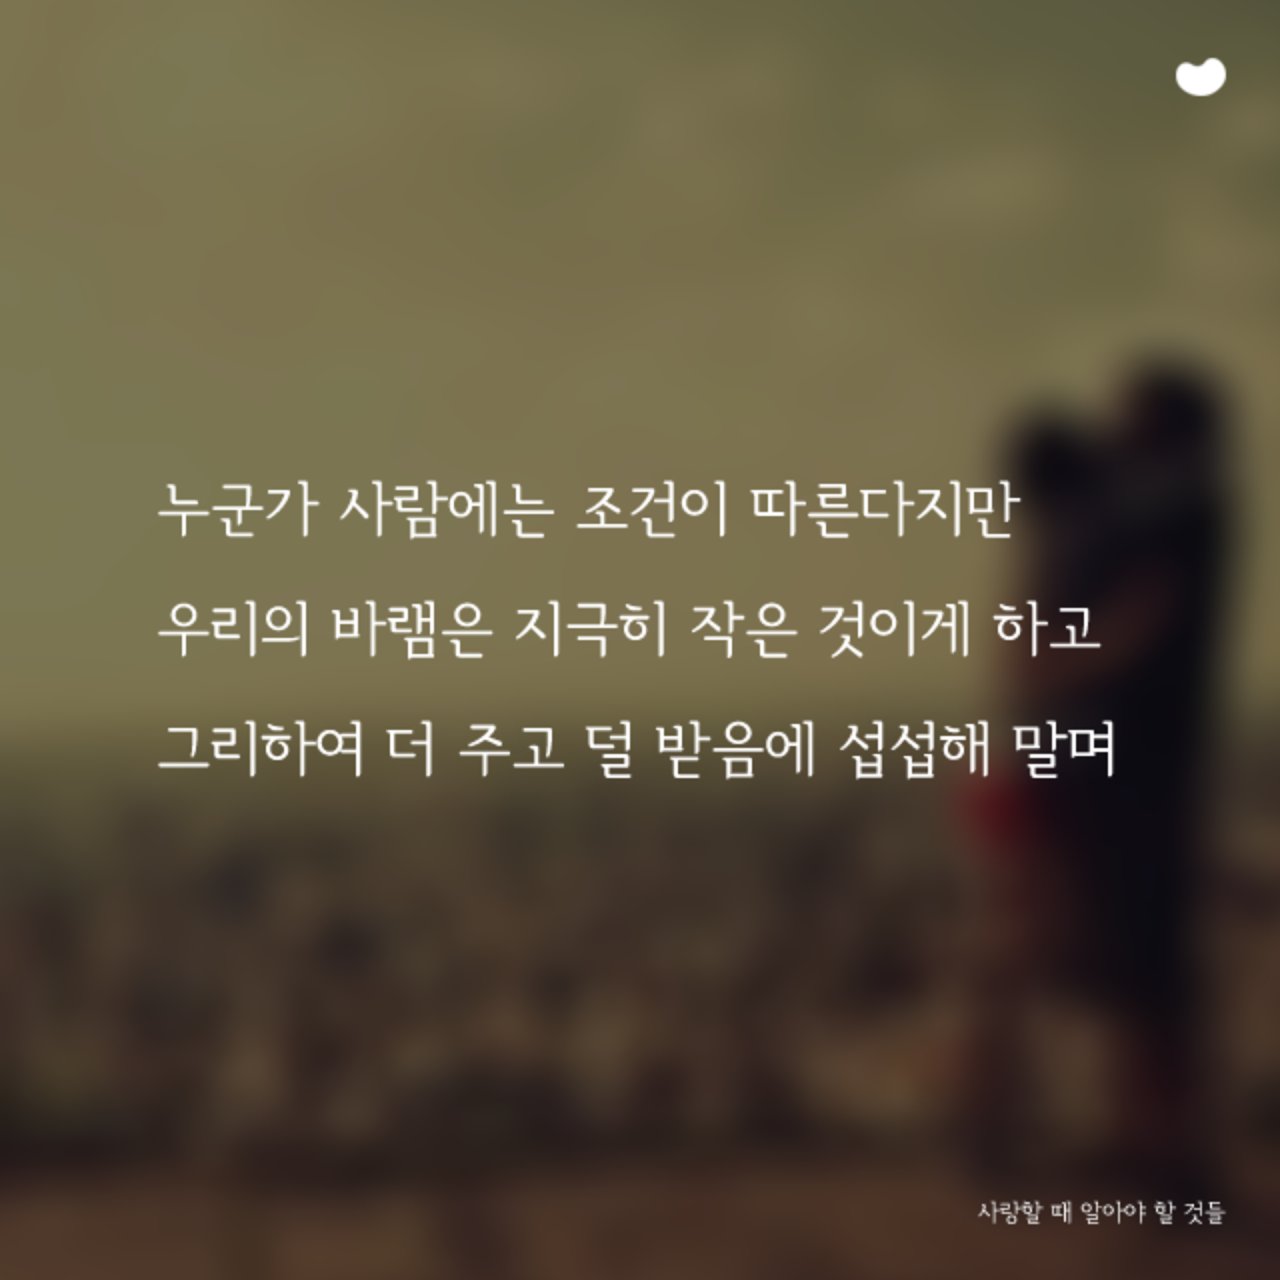 누군가 사람에는 조건이 따른다지만
우리의 바램은 지극히 작은 것이게 하고
그리하여 더 주고 덜 받음에 섭섭해 말며
사랑할 때 알아야 할 것들